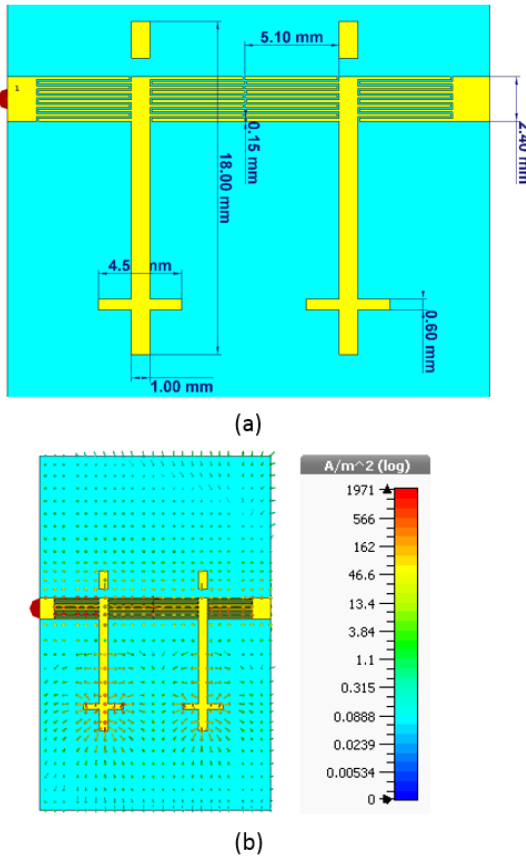 5.10 mm
1
2.40 mm
0.15 mm
18.00 mm
4.5 mm
0.60 mm
1.00 mm
(a)
A/m^2 (log)
1971
566
162
46.6
13.4
3.84
1.1
0.315
0.0888
0.0239
0.00534
0
(b)